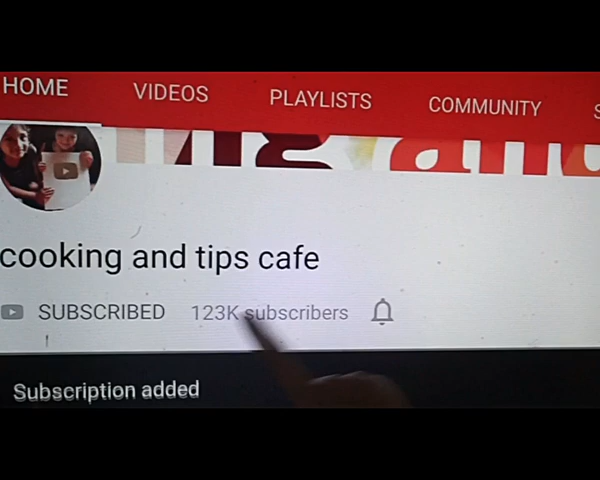 HOME VIDEOS PLAYLISTS COMMUNITY S
cooking and tips cafe
SUBSCRIBED 123K subscribers
Subscription added